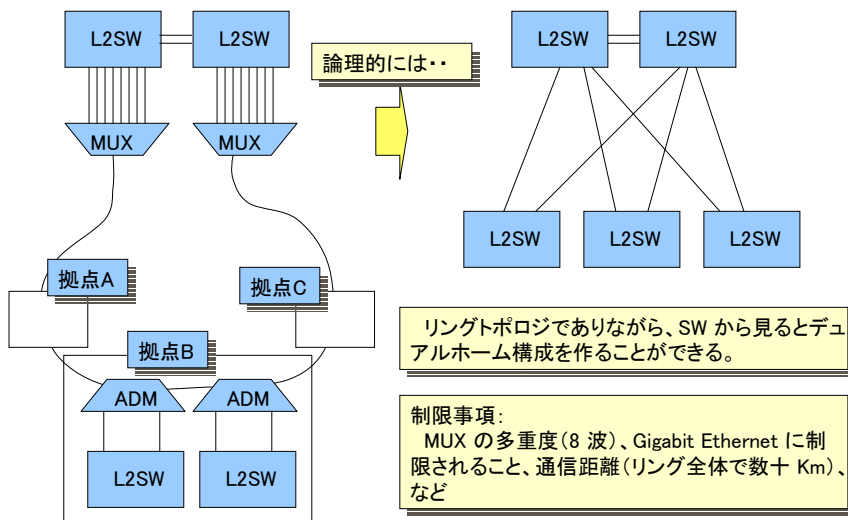 L2SW
L2SW
MUX
MUX
拠点A
拠点C
拠点B
ADM
ADM
L2SW
L2SW
論理的には・・
L2SW
L2SW
L2SW
L2SW
L2SW
リングトポロジでありながら、SW から見るとデュ
アルホーム構成を作ることができる。
制限事項：
MUX の多重度（8 波）、Gigabit Ethernet に制
限されること、通信距離（リング全体で数十 Km）、
など